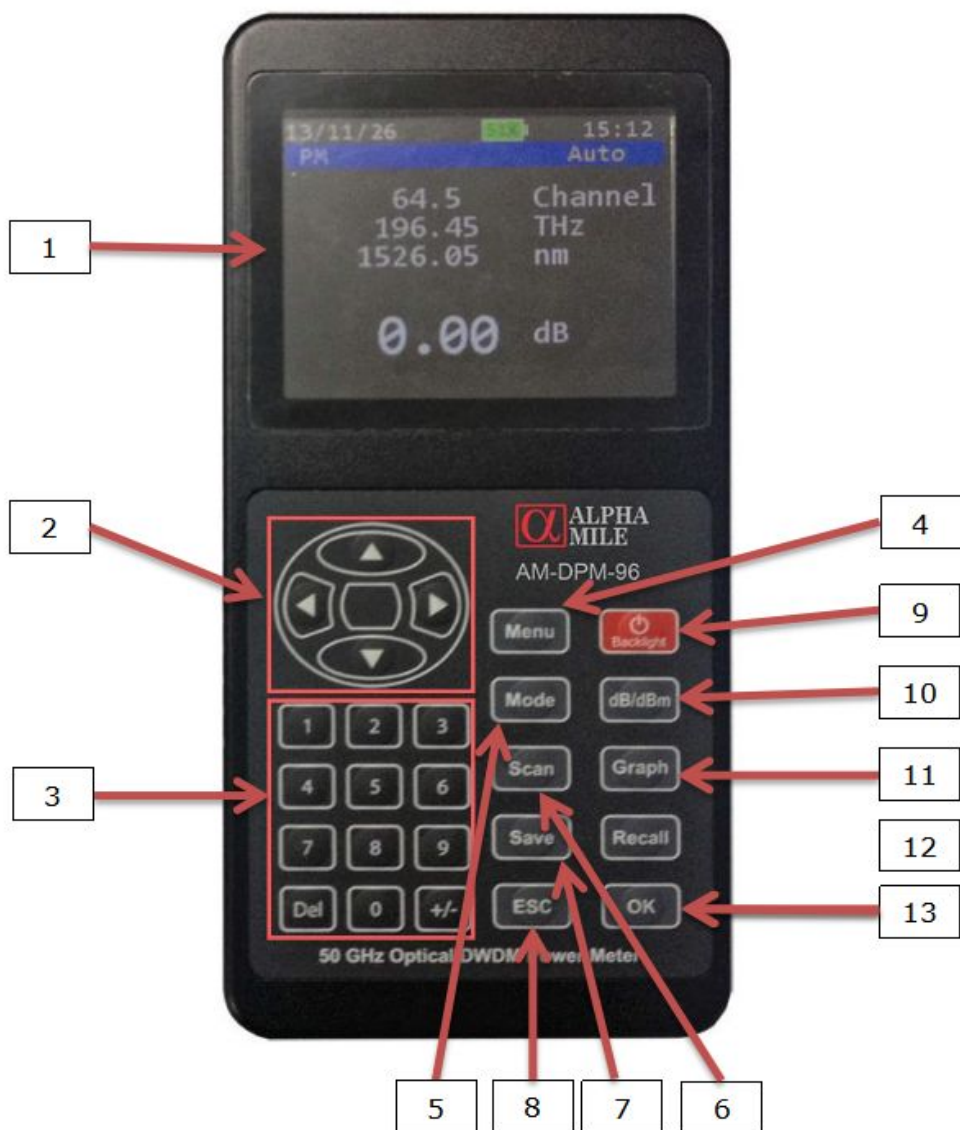 13/11/26 51% 15:12
PM Auto
64.5 Channel
196.45 THz
1526.05 nm
0.00 dB
1
2
3
α ALPHA
MILE
AM-DPM-96
Menu
Backlight
Mode
dB/dBm
Scan
Graph
Save
Recall
ESC
OK
1 2 3
4 5 6
7 8 9
Del 0 +/-
50 GHz Optical DWDM Power Meter
4
9
10
11
12
13
5 8 7 6